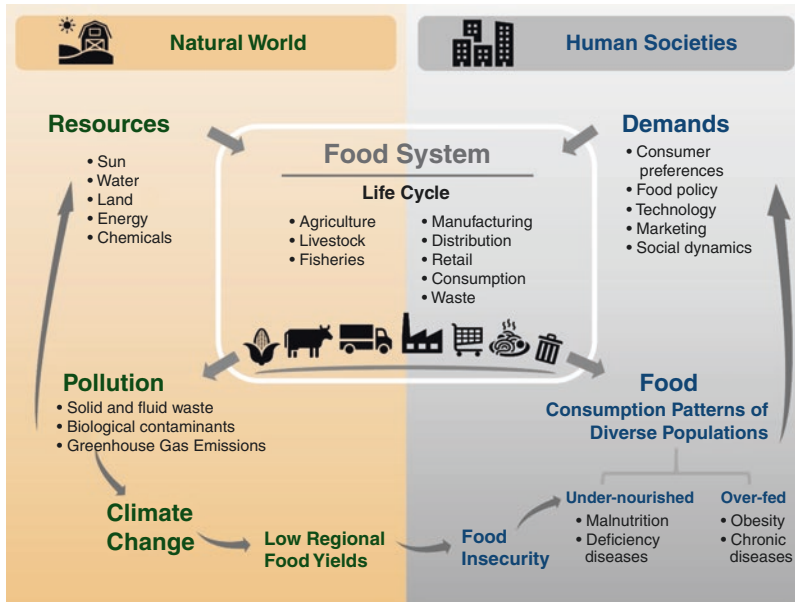 Natural World
Human Societies
Resources
• Sun
• Water
• Land
• Energy
• Chemicals
Food System
Life Cycle
• Agriculture
• Livestock
• Fisheries
• Manufacturing
• Distribution
• Retail
• Consumption
• Waste
Demands
• Consumer
preferences
• Food policy
• Technology
• Marketing
• Social dynamics
Pollution
• Solid and fluid waste
• Biological contaminants
• Greenhouse Gas Emissions
Food
Consumption Patterns of
Diverse Populations
Climate
Change
Low Regional
Food Yields
Food
Insecurity
Under-nourished
• Malnutrition
• Deficiency
diseases
Over-fed
• Obesity
• Chronic
diseases